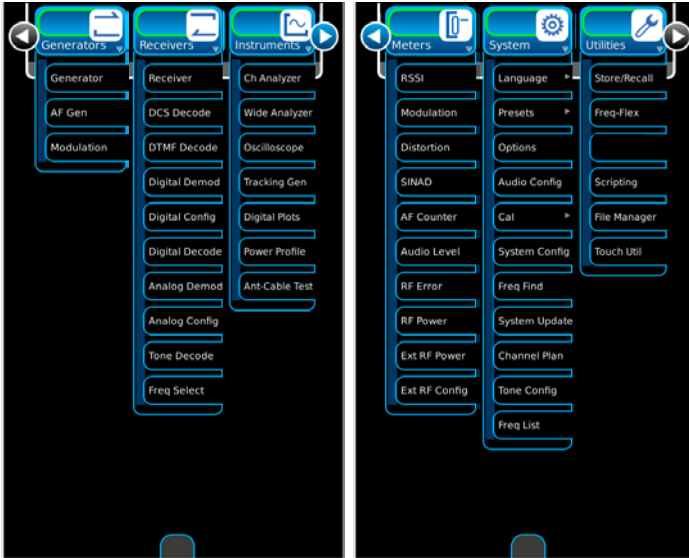 Generators
Generator
AF Gen
Modulation
Receivers
Receiver
DCS Decode
DTMF Decode
Digital Demod
Digital Config
Digital Decode
Analog Demod
Analog Config
Tone Decode
Freq Select
Instruments
Ch Analyzer
Wide Analyzer
Oscilloscope
Tracking Gen
Digital Plots
Power Profile
Ant-Cable Test
Meters
RSSI
Modulation
Distortion
SINAD
AF Counter
Audio Level
RF Error
RF Power
Ext RF Power
Ext RF Config
System
Language
Presets
Options
Audio Config
Cal
System Config
Freq Find
System Update
Channel Plan
Tone Config
Freq List
Utilities
Store/Recall
Freq-Flex
Scripting
File Manager
Touch Util